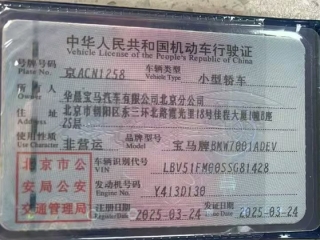 中华人民共和国机动车行驶证
Vehicle License of the People's Republic of China
号牌号码 京ACN1258 车辆类型 小型轿车
Plate No. Vehicle Type
所有人 华晨宝马汽车有限公司北京分公司
住址 北京市朝阳区东三环北路霞光里18号佳程大厦1幢B座
25层
使用性质 非营运 品牌型号 宝马牌BMW7001ADEV
Use Character
北京市公 车辆识别代号 LBV51FM005SG81428
VIN
安局公安 发动机号码 Y413D130
Engine No.
交通管理局 注册日期 2025-03-24 发证日期 2025-03-24